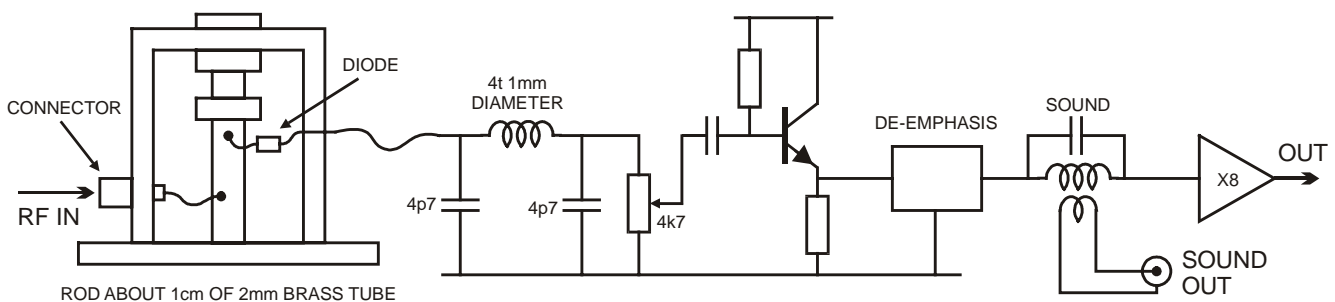 DIODE
CONNECTOR
RF IN
ROD ABOUT 1cm OF 2mm BRASS TUBE
4t 1mm
DIAMETER
4p7
4p7
4k7
DE-EMPHASIS
SOUND
X8
OUT
SOUND
OUT